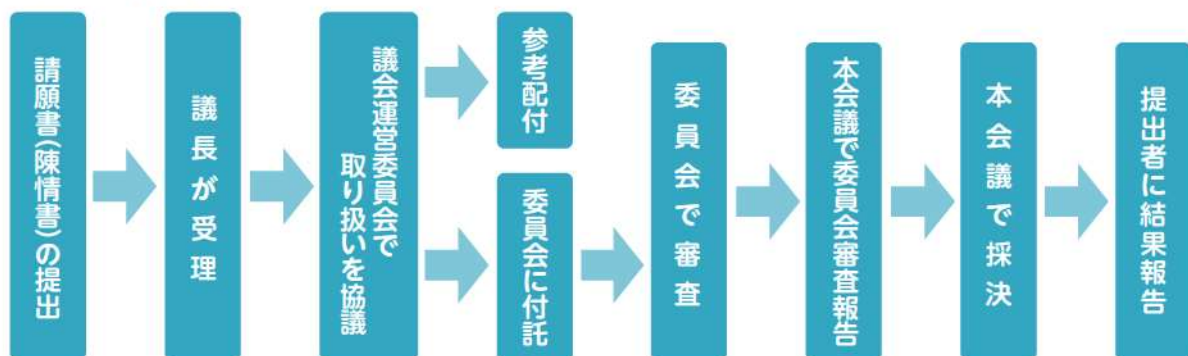 請願書(陳情書)の提出
議長が受理
議会運営委員会で
取り扱いを協議
参考配付
委員会に付託
委員会で審査
本会議で委員会審査報告
本会議で採決
提出者に結果報告